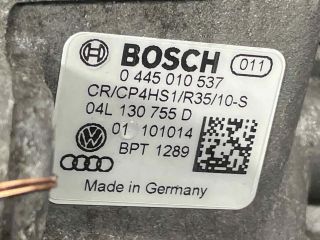 BOSCH 011
0 445 010 537
CR/CP4HS1/R35/10-S
04L 130 755 D
01 101014
BPT 1289
Made in Germany